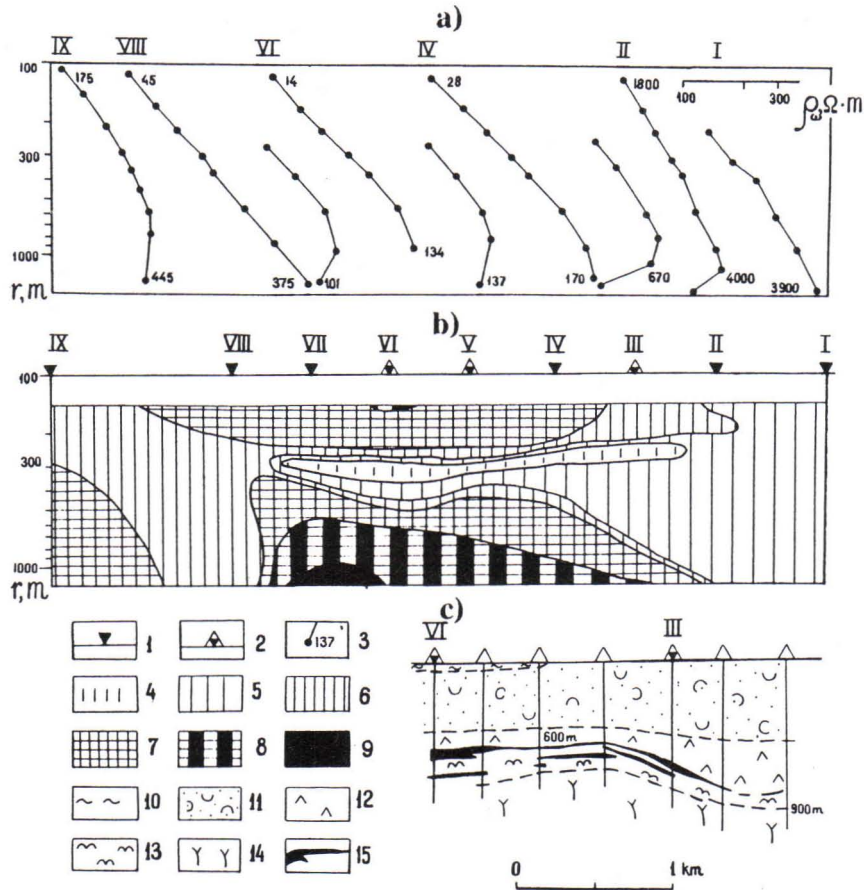 a)
IX VIII VI IV II I
100 175 45 14 28 1800
100 300 ρω, Ω·m
300
1000
134
r, m 445 375 101 137 170 670 4000 3900
b)
IX VIII VII VI V IV III II I
100
300
1000
r, m
c)
VI III
1 2 137 3
4 5 6
7 8 9
10 11 12
13 14 15
600m
900m
0 1 km